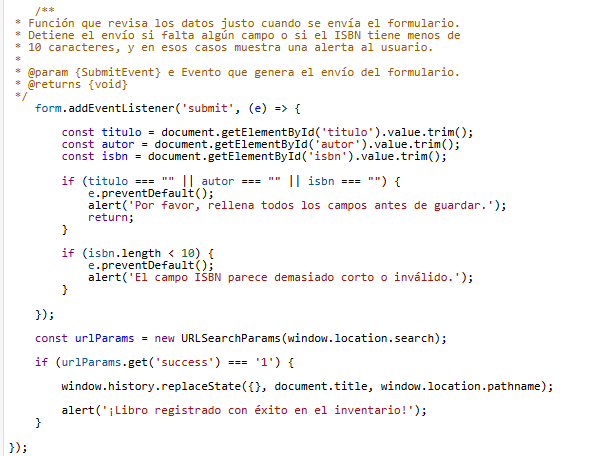 /**
* Función que revisa los datos justo cuando se envía el formulario.
* Detiene el envío si falta algún campo o si el ISBN tiene menos de
* 10 caracteres, y en esos casos muestra una alerta al usuario.
*
* @param {SubmitEvent} e Evento que genera el envío del formulario.
* @returns {void}
*/
form.addEventListener('submit', (e) => {
const titulo = document.getElementById('titulo').value.trim();
const autor = document.getElementById('autor').value.trim();
const isbn = document.getElementById('isbn').value.trim();
if (titulo === "" || autor === "" || isbn === "") {
e.preventDefault();
alert('Por favor, rellena todos los campos antes de guardar.');
return;
}
if (isbn.length < 10) {
e.preventDefault();
alert('El campo ISBN parece demasiado corto o inválido.');
}
});
const urlParams = new URLSearchParams(window.location.search);
if (urlParams.get('success') === '1') {
window.history.replaceState({}, document.title, window.location.pathname);
alert('¡Libro registrado con éxito en el inventario!');
}
});